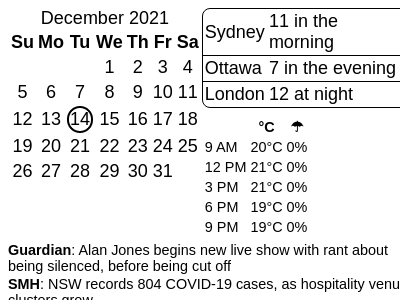 December 2021
Su Mo Tu We Th Fr Sa
1 2 3 4
5 6 7 8 9 10 11
12 13 14 15 16 17 18
19 20 21 22 23 24 25
26 27 28 29 30 31
Sydney 11 in the
morning
Ottawa 7 in the evening
London 12 at night
°C ☂
9 AM 20°C 0%
12 PM 21°C 0%
3 PM 21°C 0%
6 PM 19°C 0%
9 PM 19°C 0%
Guardian: Alan Jones begins new live show with rant about
being silenced, before being cut off
SMH: NSW records 804 COVID-19 cases, as hospitality venu
clusters grow